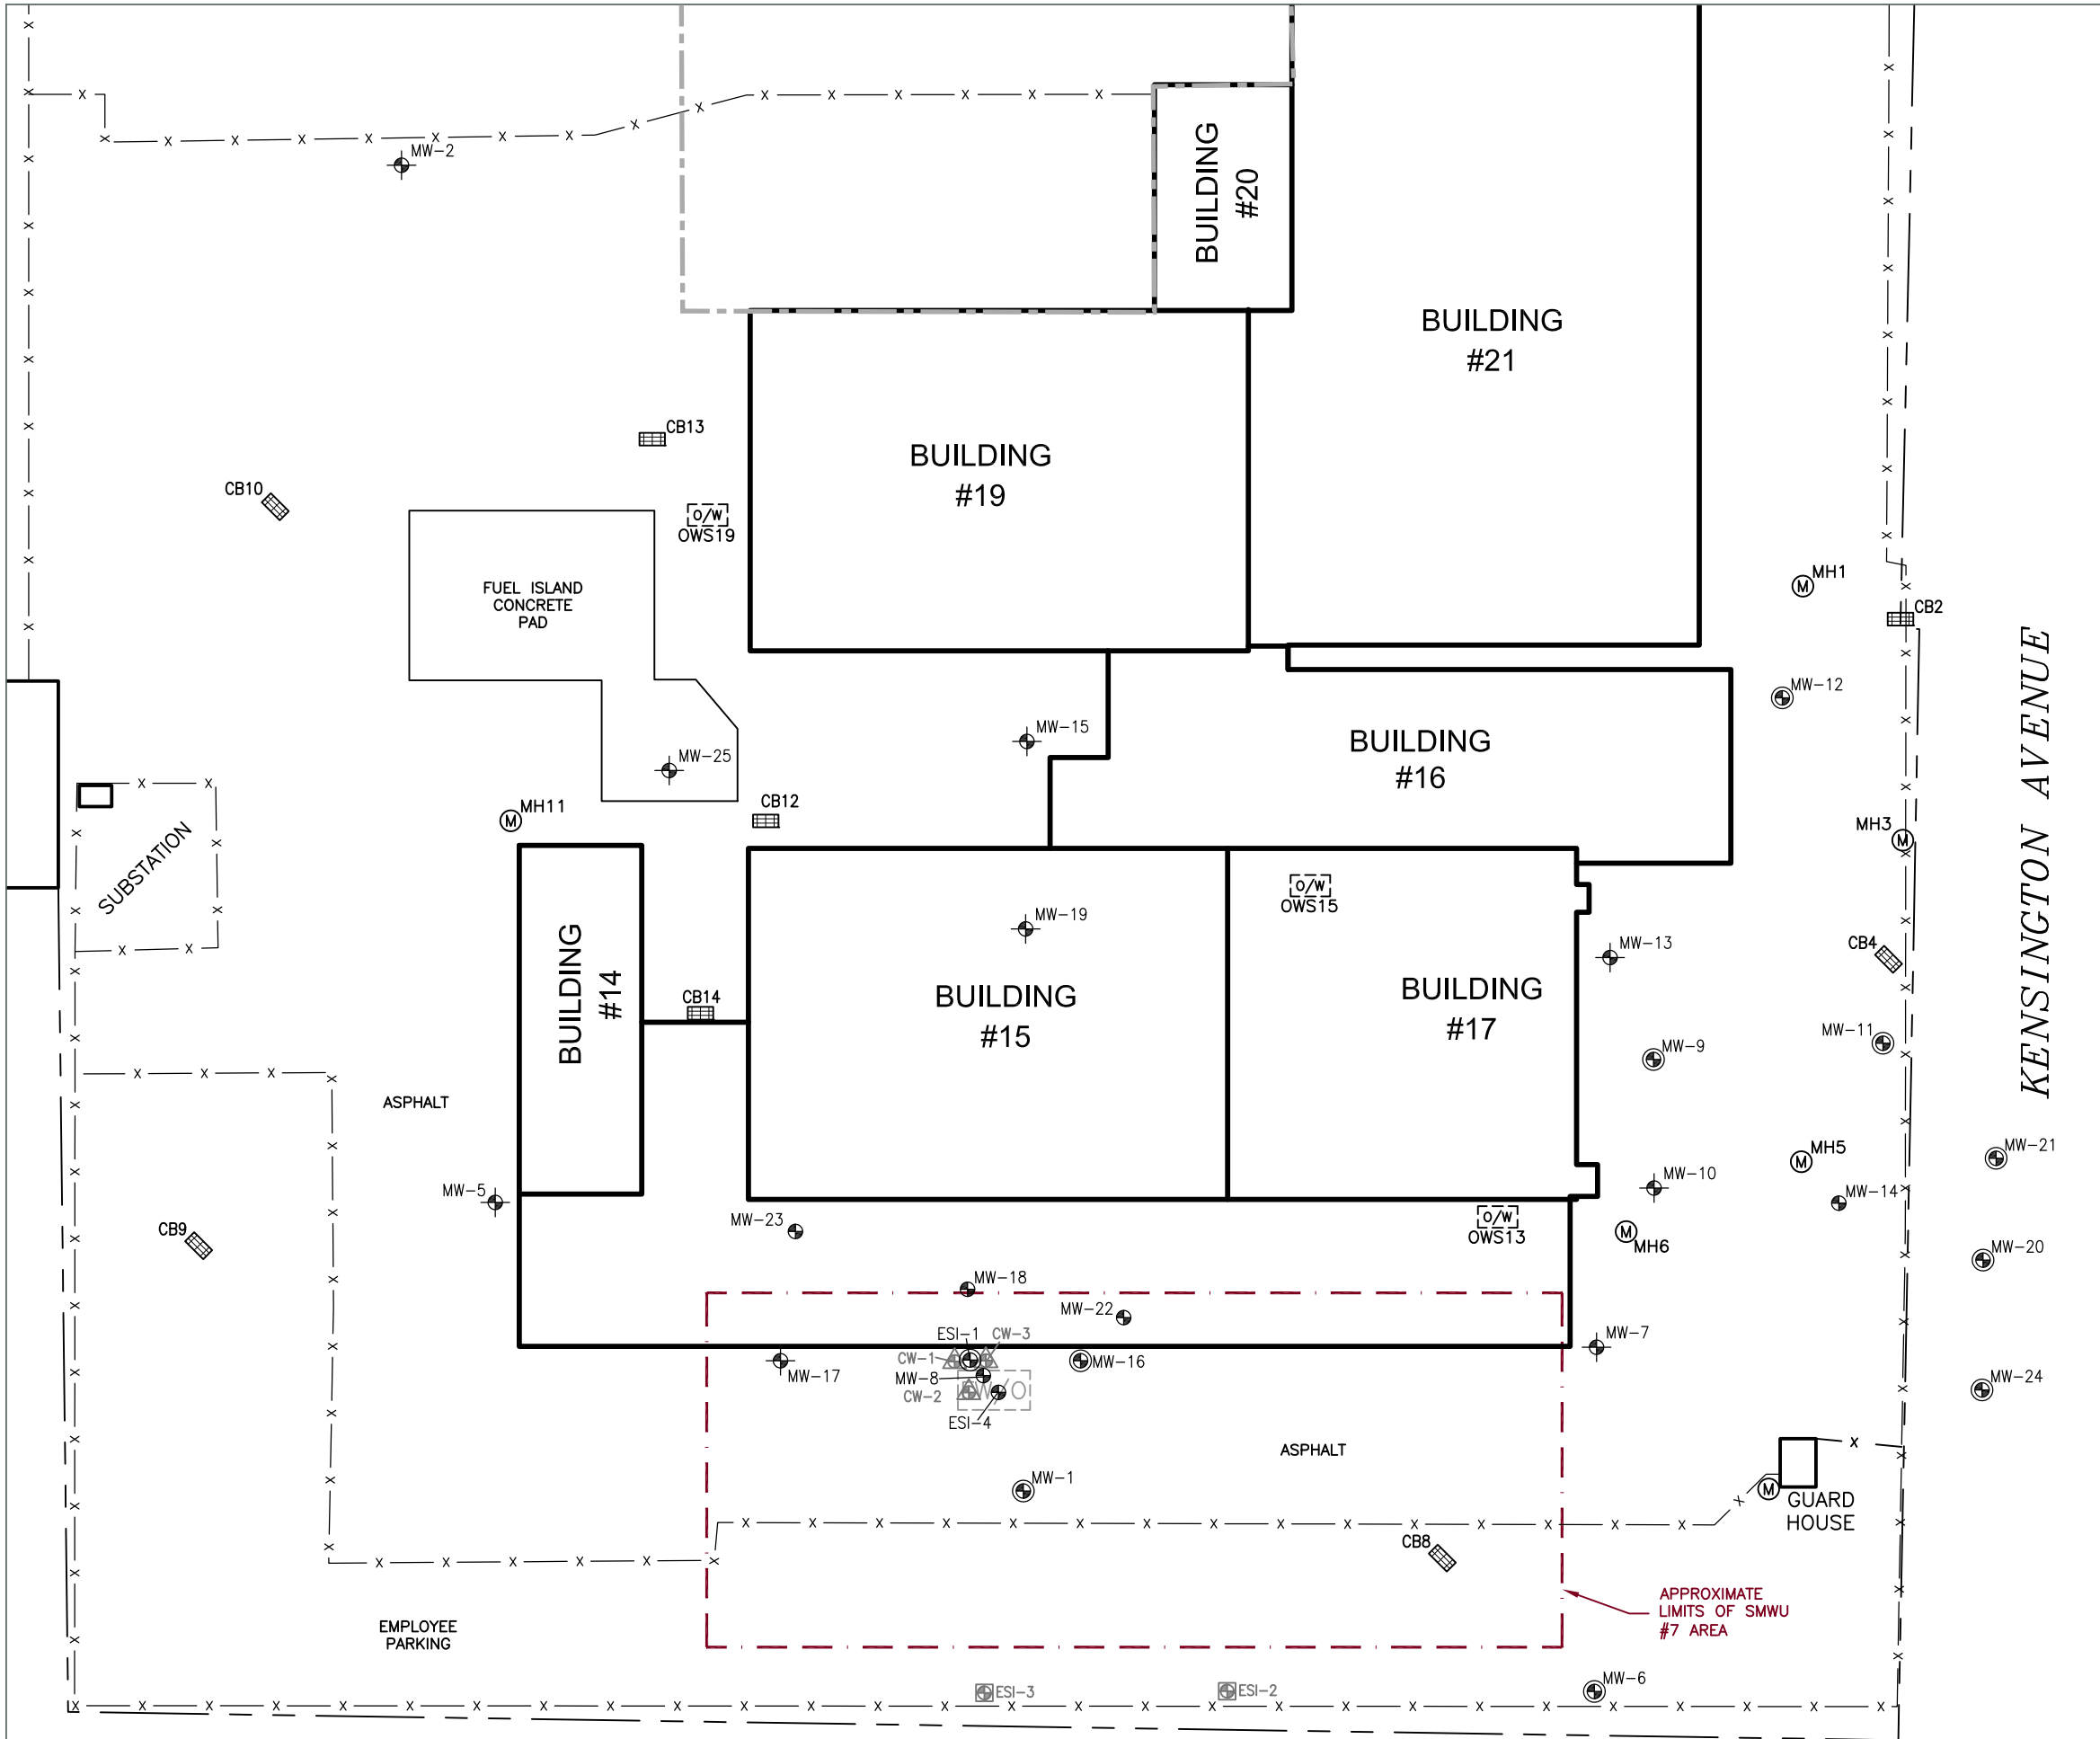 MW-2
BUILDING
#20
BUILDING
#21
CB13
BUILDING
#19
CB10
O/W
OWS19
FUEL ISLAND
CONCRETE
PAD
MH1
CB2
KENSINGTON AVENUE
MW-12
MW-15
BUILDING
#16
MW-25
CB12
MH11
SUBSTATION
MH3
M
M
M
O/W
OWS15
MW-19
MW-13
CB4
BUILDING
#14
CB14
BUILDING
#15
BUILDING
#17
MW-11
MW-9
ASPHALT
MH5
M
MW-21
MW-5
MW-10
MW-14
MW-23
O/W
OWS13
M
MH6
CB9
MW-20
MW-18
MW-22
ESI-1
CW-3
CW-1
MW-16
MW-7
MW-17
MW-8
CW-2
ESI-4
MW-24
ASPHALT
MW-1
M
GUARD
HOUSE
CB8
APPROXIMATE
LIMITS OF SMWU
#7 AREA
EMPLOYEE
PARKING
ESI-3
ESI-2
MW-6